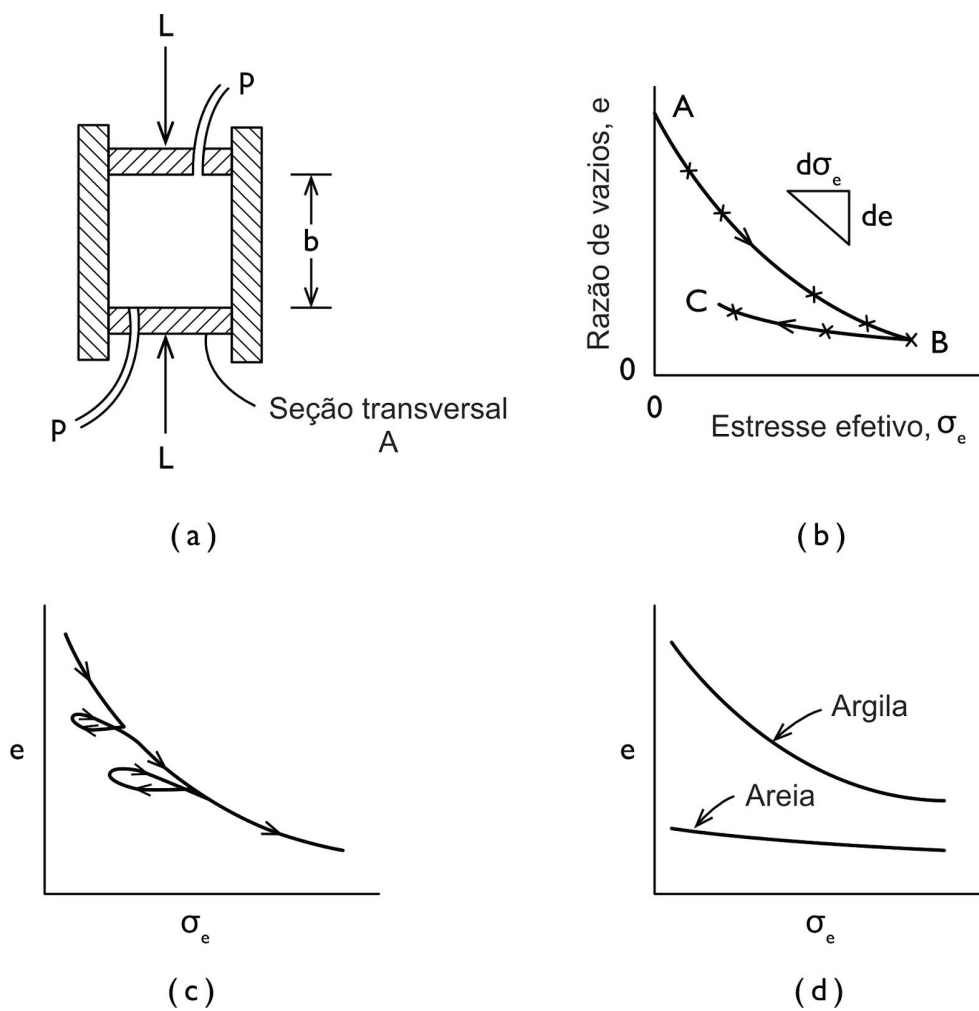 L
P
b
P
L
Seção transversal
A
(a)
Razão de vazios, e
A
dσₑ
de
C
B
0
0
Estresse efetivo, σₑ
(b)
e
σₑ
(c)
e
Argila
Areia
σₑ
(d)